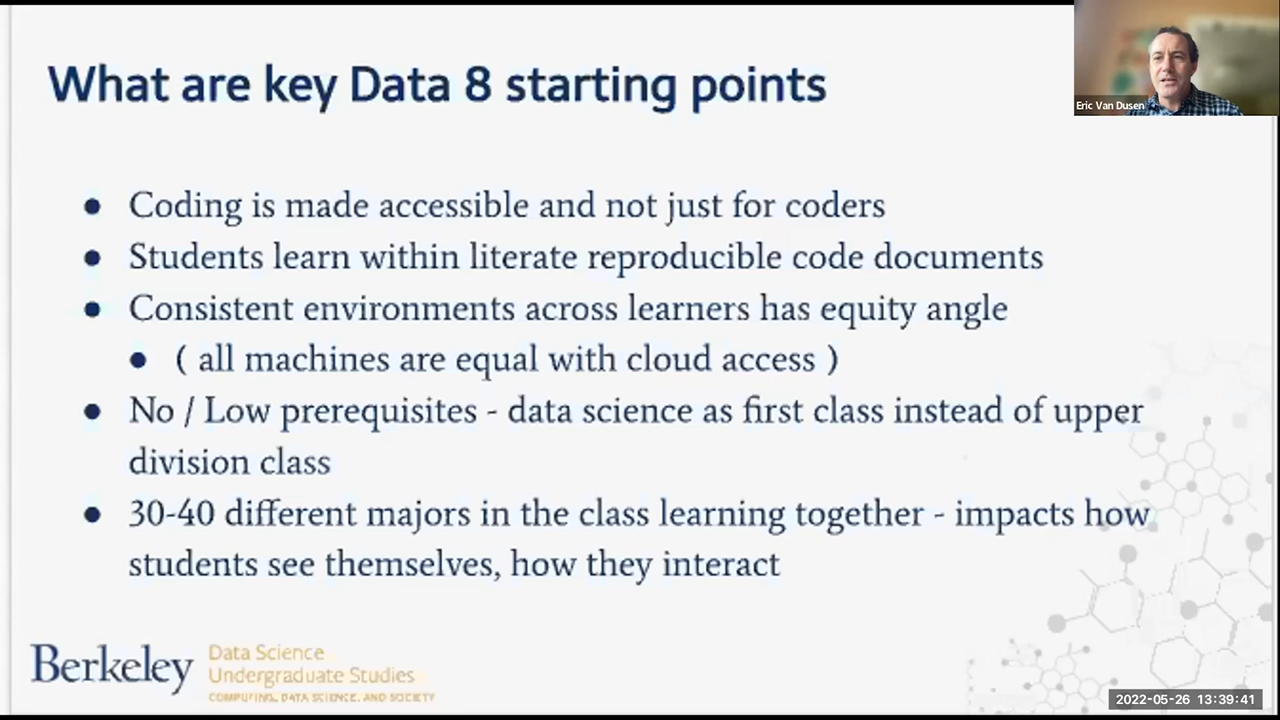 What are key Data 8 starting points
Eric Van Dusen
● Coding is made accessible and not just for coders
● Students learn within literate reproducible code documents
● Consistent environments across learners has equity angle
● ( all machines are equal with cloud access )
● No / Low prerequisites - data science as first class instead of upper
division class
● 30-40 different majors in the class learning together - impacts how
students see themselves, how they interact
Berkeley
Data Science
Undergraduate Studies
COMPUTING, DATA SCIENCE, AND SOCIETY
2022-05-26 13:39:41